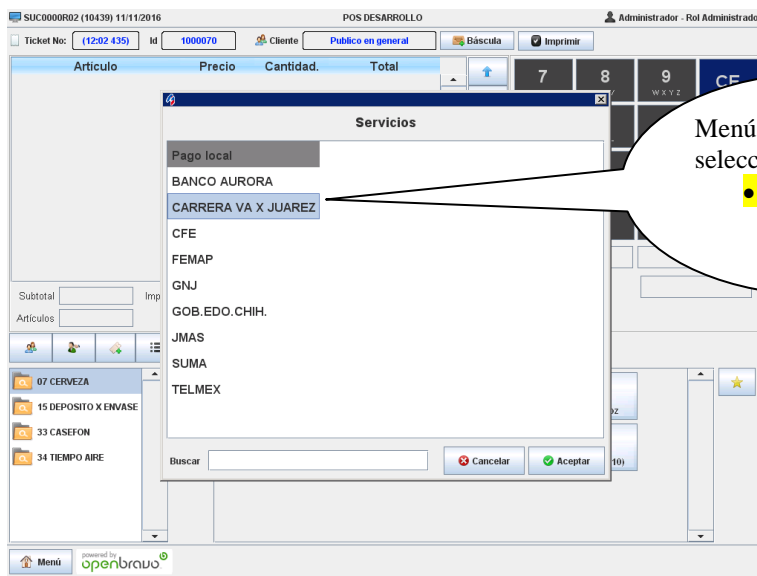 SUC0000R02 (10439) 11/11/2016 POS DESARROLLO Administrador - Rol Administrado
Ticket No: (12:02 435) Id 1000070 Cliente Publico en general Báscula Imprimir
Articulo Precio Cantidad. Total
7 8 9 CE
W X Y Z
Servicios
Pago local
BANCO AURORA
CARRERA VA X JUAREZ
CFE
FEMAP
GNJ
GOB.EDO.CHIH.
JMAS
SUMA
TELMEX
Buscar Cancelar Aceptar
Menú
selecc
•
Subtotal Imp
Artículos
07 CERVEZA
15 DEPOSITO X ENVASE
33 CASEFON
34 TIEMPO AIRE
oz
10)
Menú powered by openbravo